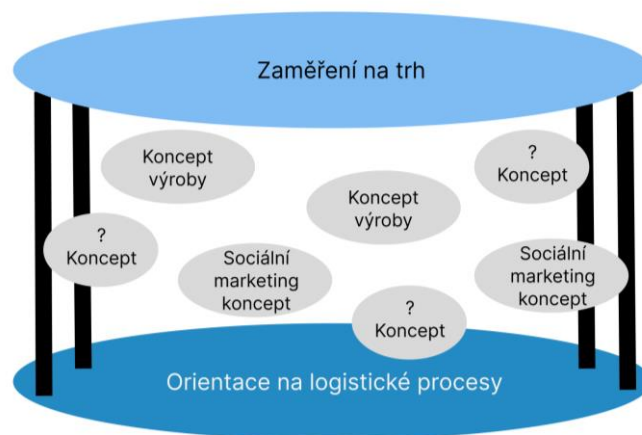 Zaměření na trh
Koncept
výroby
?
Koncept
Koncept
výroby
?
Koncept
Sociální
marketing
koncept
Sociální
marketing
koncept
?
Koncept
Orientace na logistické procesy